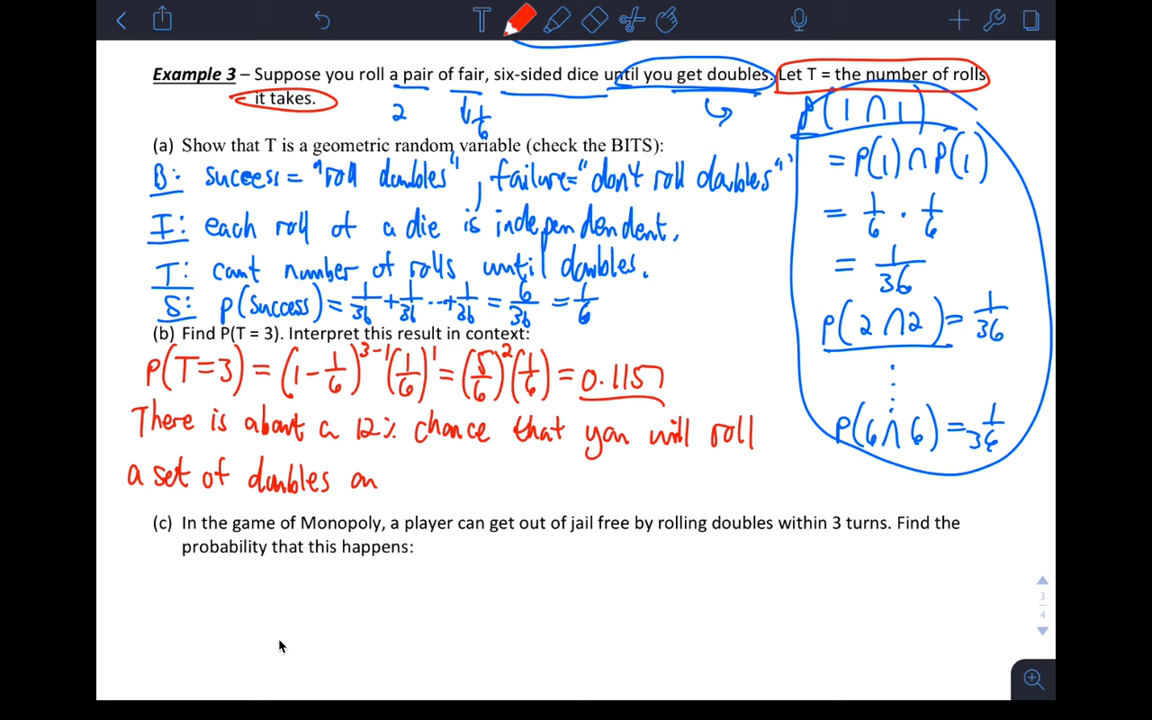 Example 3 – Suppose you roll a pair of fair, six-sided dice until you get doubles. Let T = the number of rolls
it takes.
2
1/6
P(1 ∩ 1)
(a) Show that T is a geometric random variable (check the BITS):
= P(1) ∩ P(1)
B: success = "roll doubles", failure = "don't roll doubles"
= 1/6 · 1/6
I: each roll of a die is independendent.
= 1/36
T: count number of rolls until doubles.
S: P(success) = 1/36 + 1/36 ... + 1/36 = 6/36 = 1/6
P(2 ∩ 2) = 1/36
⋮
P(6 ∩ 6) = 1/36
(b) Find P(T = 3). Interpret this result in context:
P(T=3) = (1 - 1/6)^3-1 (1/6)^1 = (5/6)^2 (1/6) = 0.1157
There is about a 12% chance that you will roll
a set of doubles on
(c) In the game of Monopoly, a player can get out of jail free by rolling doubles within 3 turns. Find the
probability that this happens:
3
4